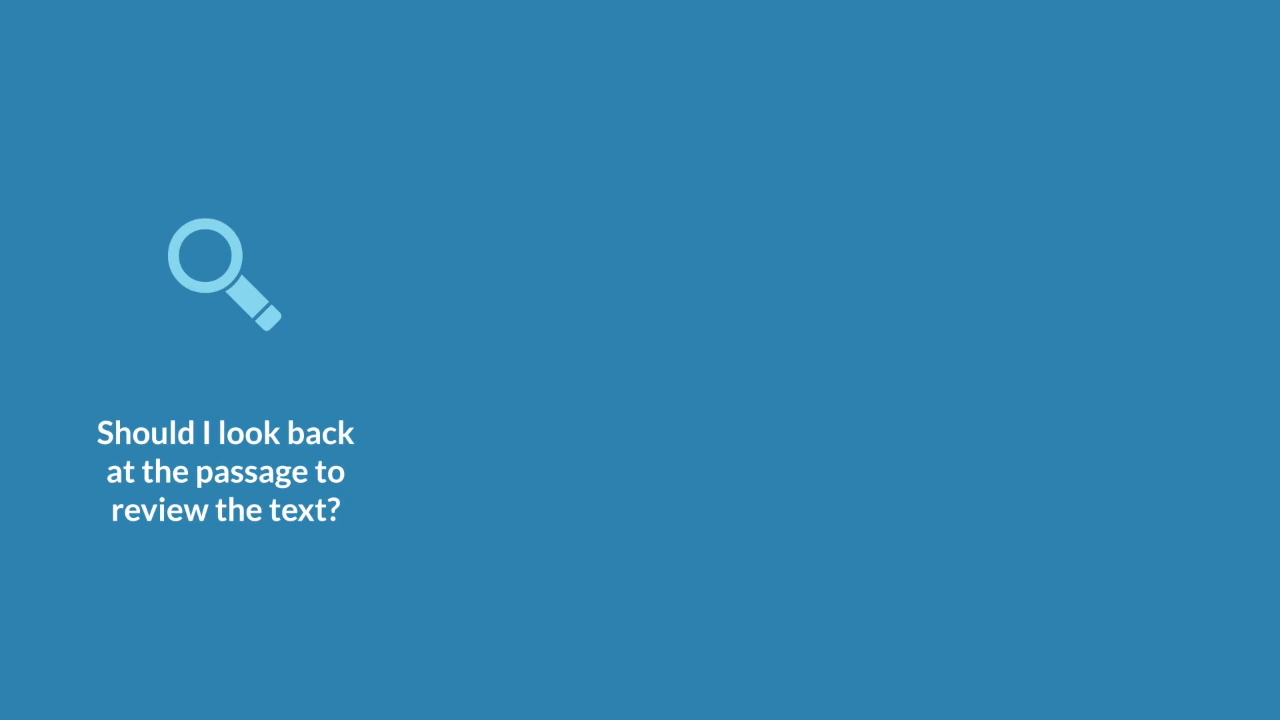 Should I look back
at the passage to
review the text?